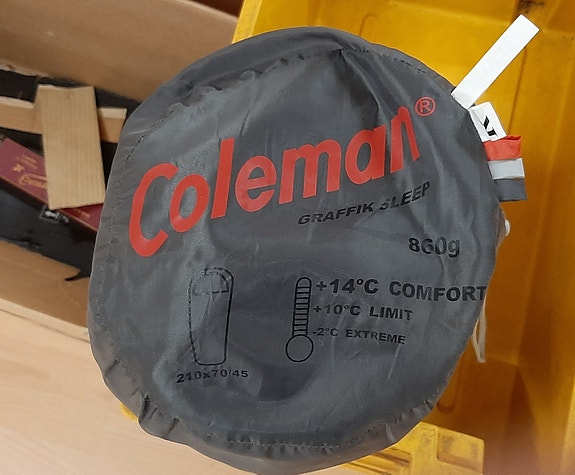 Coleman®
GRAFFIK SLEEP
860g
+14°C COMFORT
+10°C LIMIT
-2°C EXTREME
210x70/45